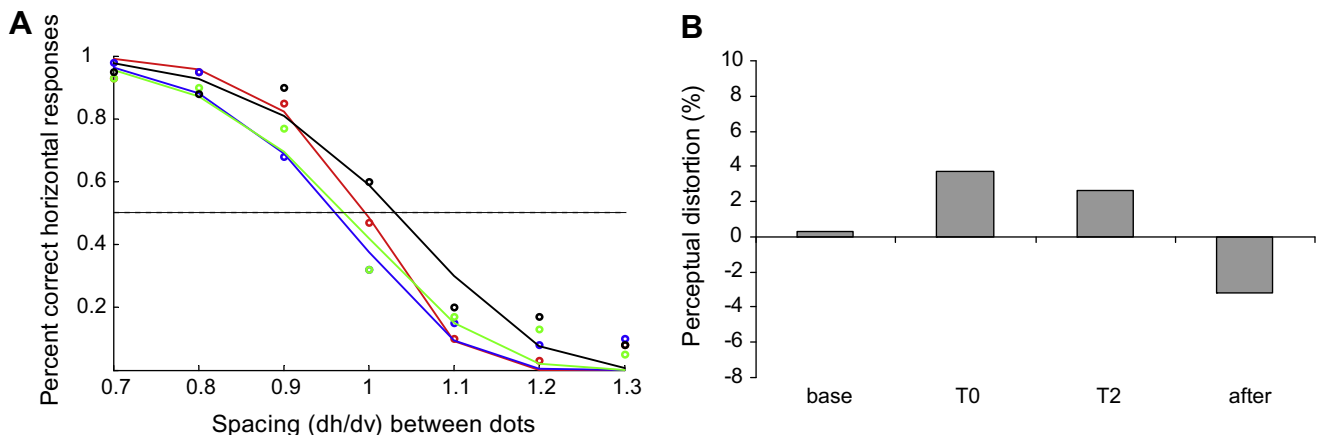 A
Percent correct horizontal responses
1
0.8
0.6
0.4
0.2
0.7 0.8 0.9 1 1.1 1.2 1.3
Spacing (dh/dv) between dots
B
Perceptual distortion (%)
10
8
6
4
2
0
-2
-4
-6
-8
base T0 T2 after